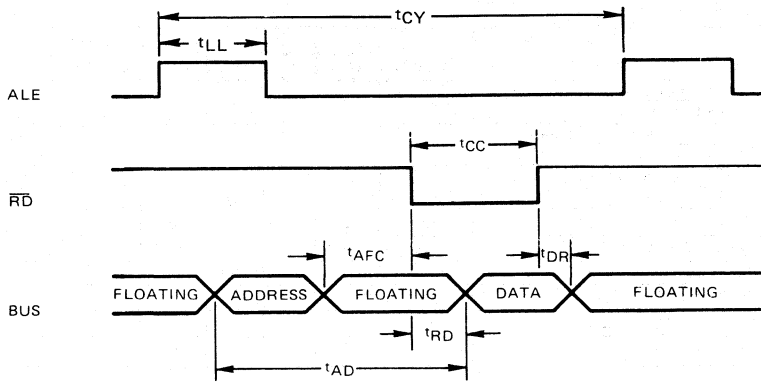 tCY
tLL
ALE
tCC
RD
tAFC
tDR
FLOATING ADDRESS FLOATING DATA FLOATING
BUS
tRD
tAD